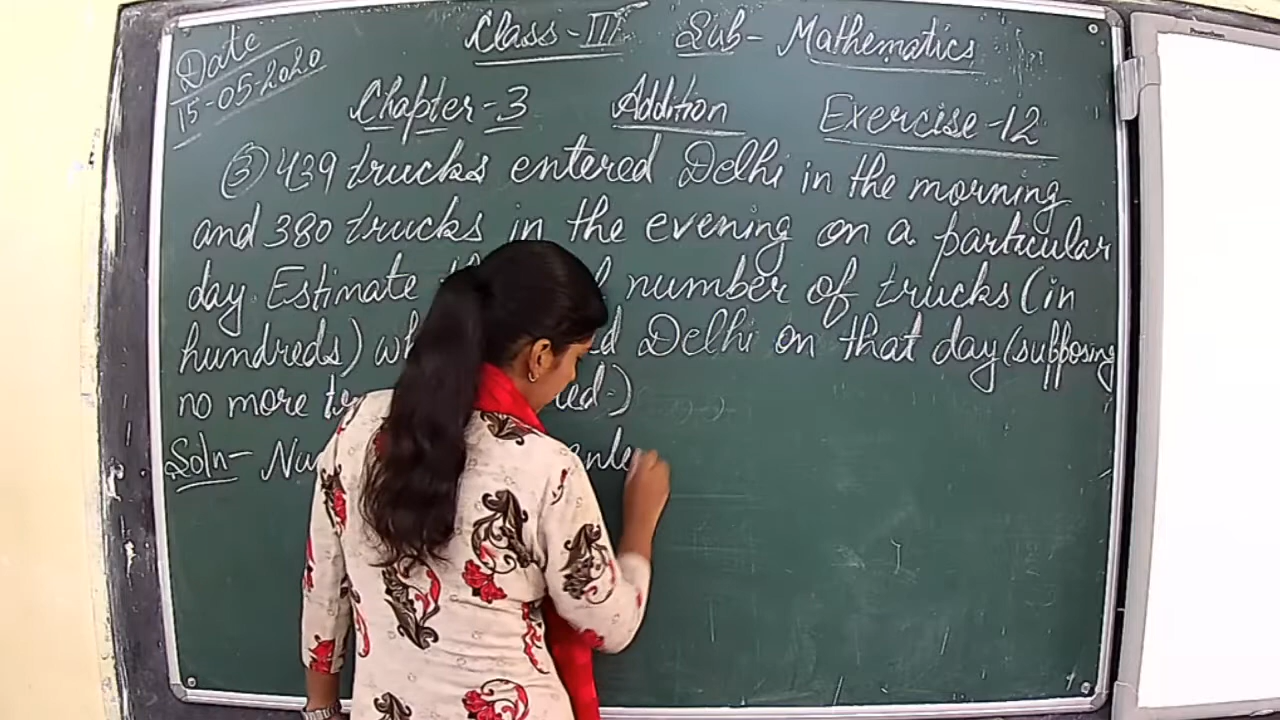 Date
15-05-2020
Class-III Sub- Mathematics
Chapter-3 Addition Exercise-12
③ 439 trucks entered Delhi in the morning
and 380 trucks in the evening on a particular
day. Estimate number of trucks (in
hundreds) Delhi on that day (supposing
no more
Soln-